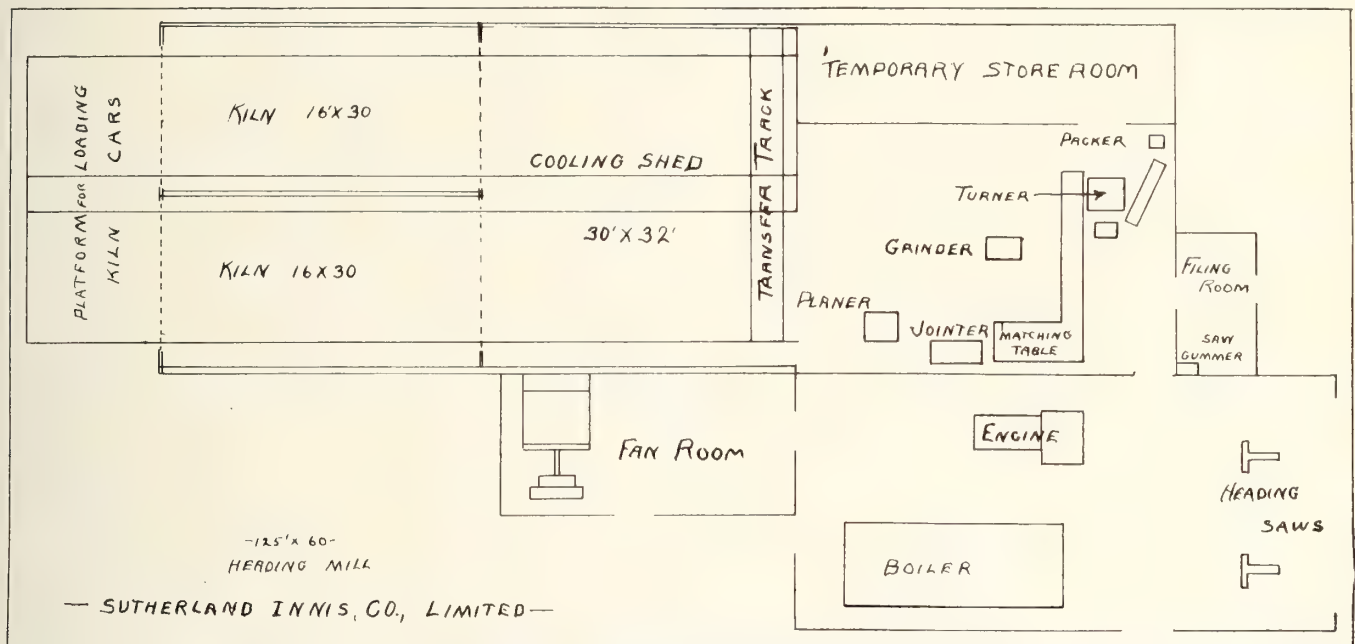 PLATFORM FOR LOADING
KILN CARS
KILN 16'X30
KILN 16X30
COOLING SHED
30'X32'
TRANSFER TRACK
TEMPORARY STORE ROOM
PACKER
TURNER
GRINDER
PLANER
JOINTER
MATCHING
TABLE
FILING
ROOM
SAW
GUMMER
FAN ROOM
ENGINE
BOILER
HEADING
SAWS
-125'X60-
HEADING MILL
— SUTHERLAND INNIS, CO., LIMITED —